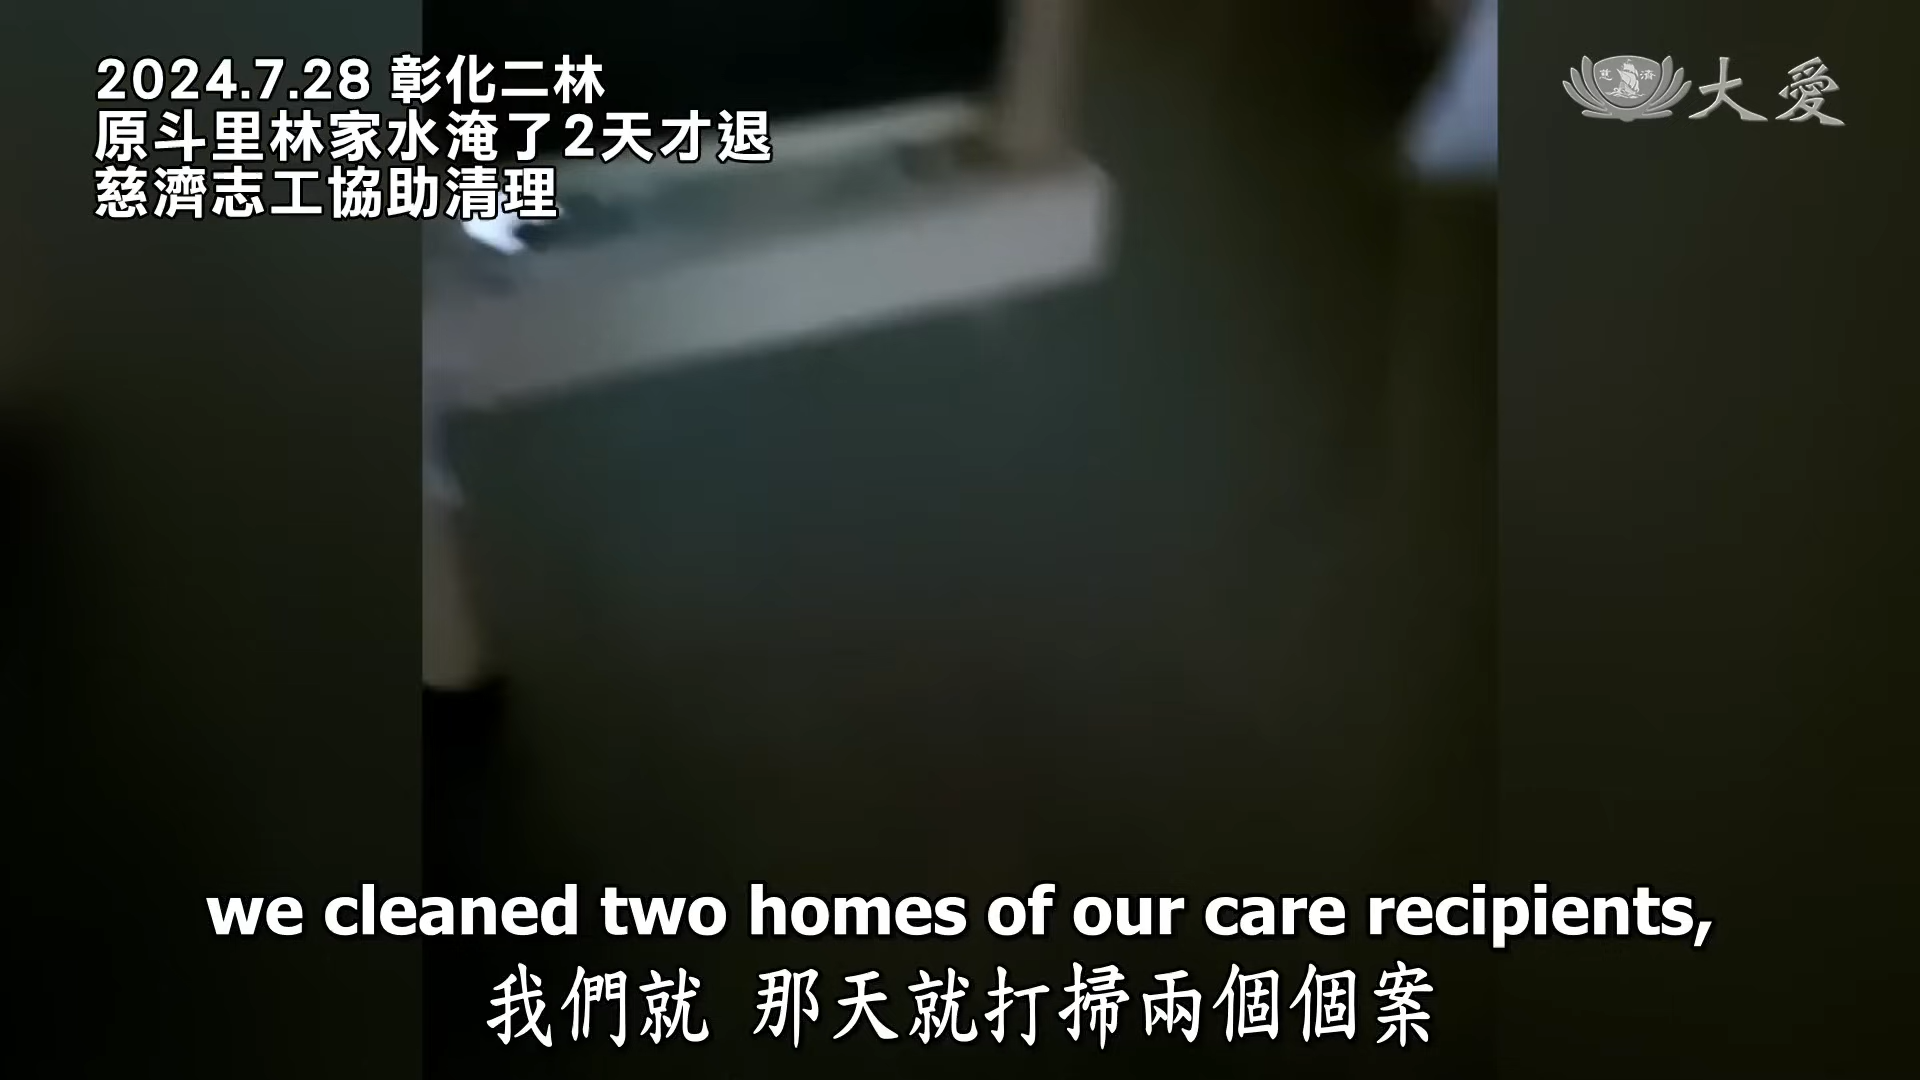 2024.7.28 彰化二林
原斗里林家水淹了2天才退
慈濟志工協助清理
慈濟
大愛
we cleaned two homes of our care recipients,
我們就 那天就打掃兩個個案